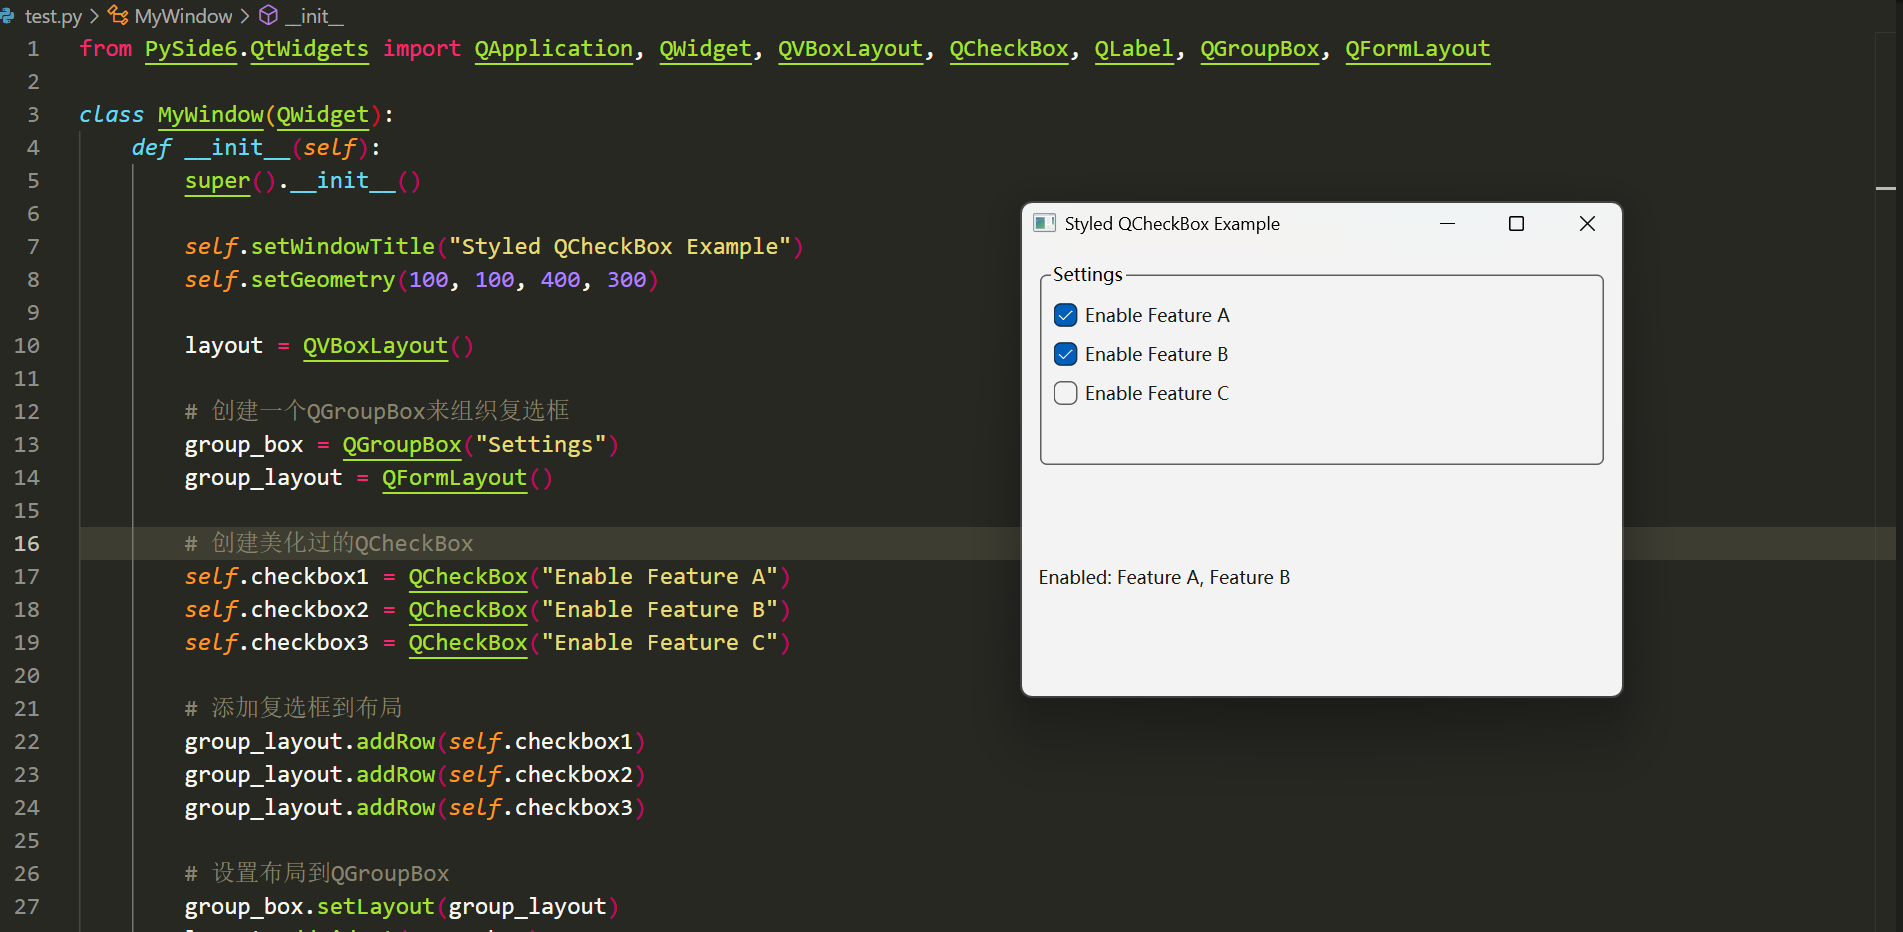 test.py > MyWindow > __init__
1 from PySide6.QtWidgets import QApplication, QWidget, QVBoxLayout, QCheckBox, QLabel, QGroupBox, QFormLayout
2
3 class MyWindow(QWidget):
4 def __init__(self):
5 super().__init__()
6
7 self.setWindowTitle("Styled QCheckBox Example")
8 self.setGeometry(100, 100, 400, 300)
9
10 layout = QVBoxLayout()
11
12 # 创建一个QGroupBox来组织复选框
13 group_box = QGroupBox("Settings")
14 group_layout = QFormLayout()
15
16 # 创建美化过的QCheckBox
17 self.checkbox1 = QCheckBox("Enable Feature A")
18 self.checkbox2 = QCheckBox("Enable Feature B")
19 self.checkbox3 = QCheckBox("Enable Feature C")
20
21 # 添加复选框到布局
22 group_layout.addRow(self.checkbox1)
23 group_layout.addRow(self.checkbox2)
24 group_layout.addRow(self.checkbox3)
25
26 # 设置布局到QGroupBox
27 group_box.setLayout(group_layout)
Styled QCheckBox Example
Settings
Enable Feature A
Enable Feature B
Enable Feature C
Enabled: Feature A, Feature B